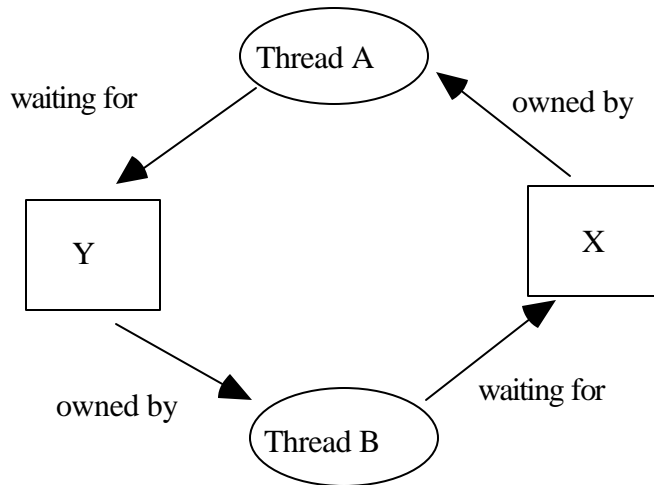 Thread A
waiting for
owned by
Y
X
owned by
waiting for
Thread B